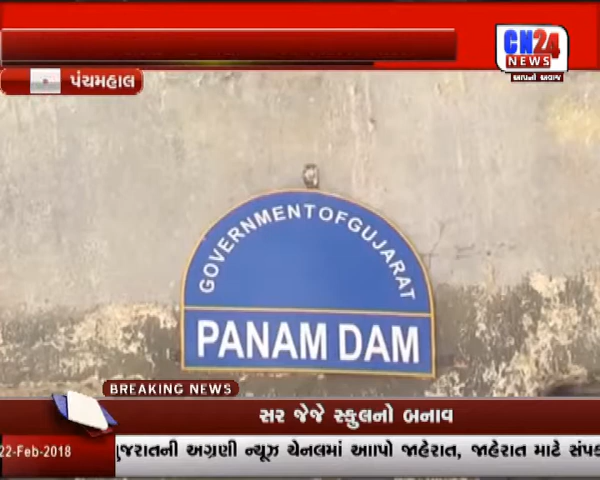 CN24
NEWS
આપનો અવાજ
પંચમહાલ
GOVERNMENT OF GUJARAT
PANAM DAM
BREAKING NEWS
સર જેજે સ્કુલનો બનાવ
22-Feb-2018
ગુજરાતની અગ્રણી ન્યૂઝ ચેનલમાં આાપો જાહેરાત, જાહેરાત માટે સંપર્ક